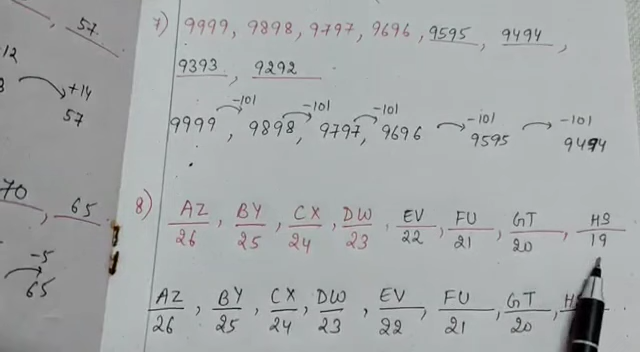 57
7) 9999, 9898, 9797, 9696, 9595, 9494,
9393, 9292
+14
57
-101 -101 -101 -101 -101
9999, 9898, 9797, 9696 9595 9494
70, 65
-5
65
8) AZ/26, BY/25, CX/24, DW/23, EV/22, FU/21, GT/20, HS/19
AZ/26, BY/25, CX/24, DW/23, EV/22, FU/21, GT/20,